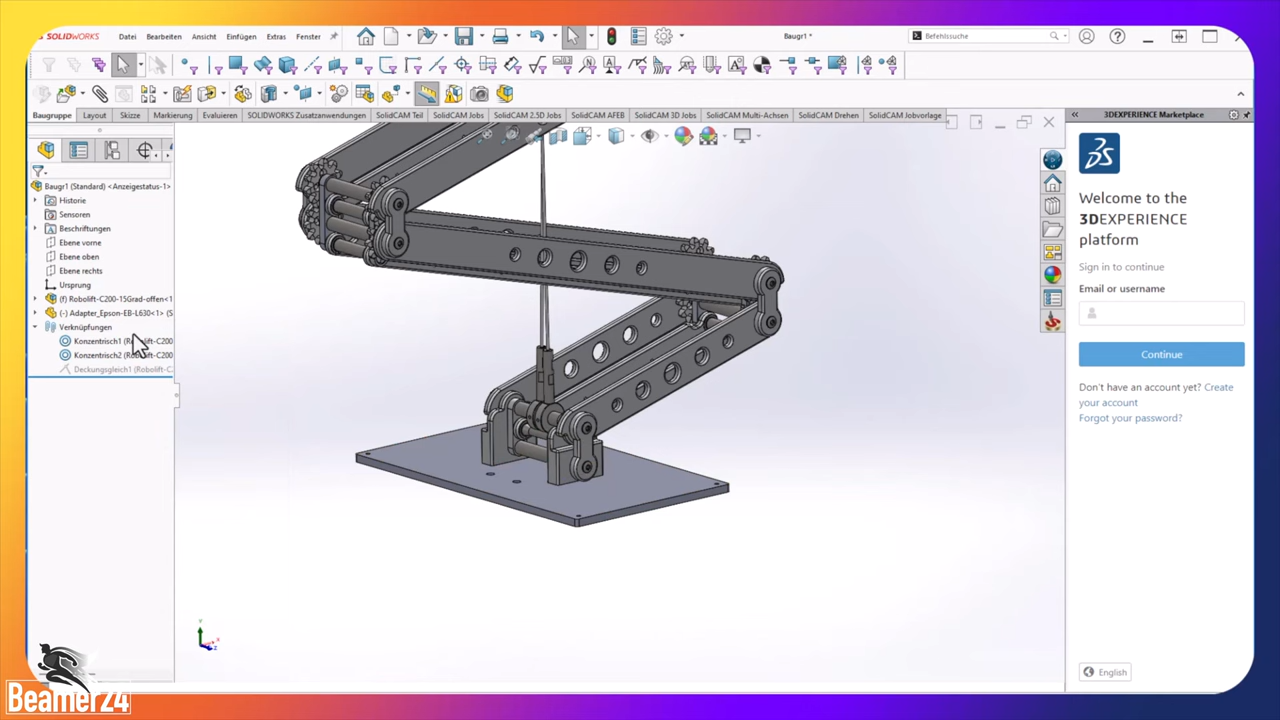 SOLIDWORKS Datei Bearbeiten Ansicht Einfügen Extras Fenster Baugr1 * Befehlssuche
Baugruppe Layout Skizze Markierung Evaluieren SOLIDWORKS Zusatzanwendungen SolidCAM Teil SolidCAM Jobs SolidCAM 2.5D Jobs SolidCAM AFEB SolidCAM 3D Jobs SolidCAM Multi-Achsen SolidCAM Drehen SolidCAM Jobvorlage
3DEXPERIENCE Marketplace
Baugr1 (Standard) <Anzeigestatus-1>
Historie
Sensoren
Beschriftungen
Ebene vorne
Ebene oben
Ebene rechts
Ursprung
(f) Robolift-C200-15Grad-offen<1
(-) Adapter_Epson-EB-L630<1> (S
Verknüpfungen
Konzentrisch1
Konzentrisch2
Deckungsgleich1 (Robolift-C.
Welcome to the
3DEXPERIENCE
platform
Sign in to continue
Email or username
Continue
Don't have an account yet? Create
your account
Forgot your password?
English
Beamer24